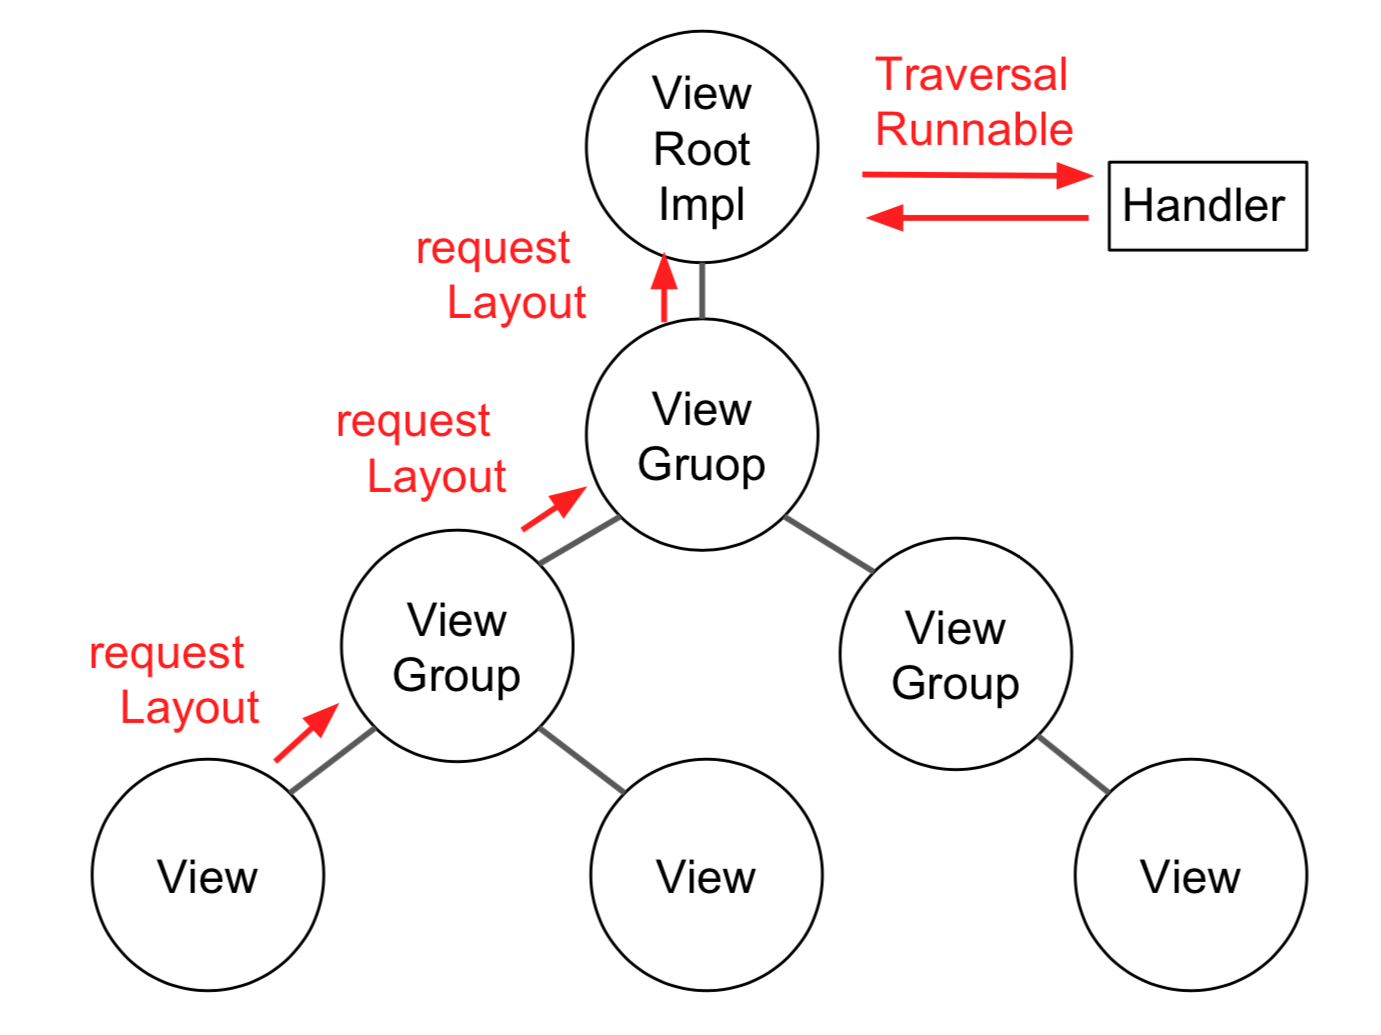 View
Root
Impl
Traversal
Runnable
Handler
request
Layout
View
Gruop
request
Layout
View
Group
View
Group
request
Layout
View
View
View